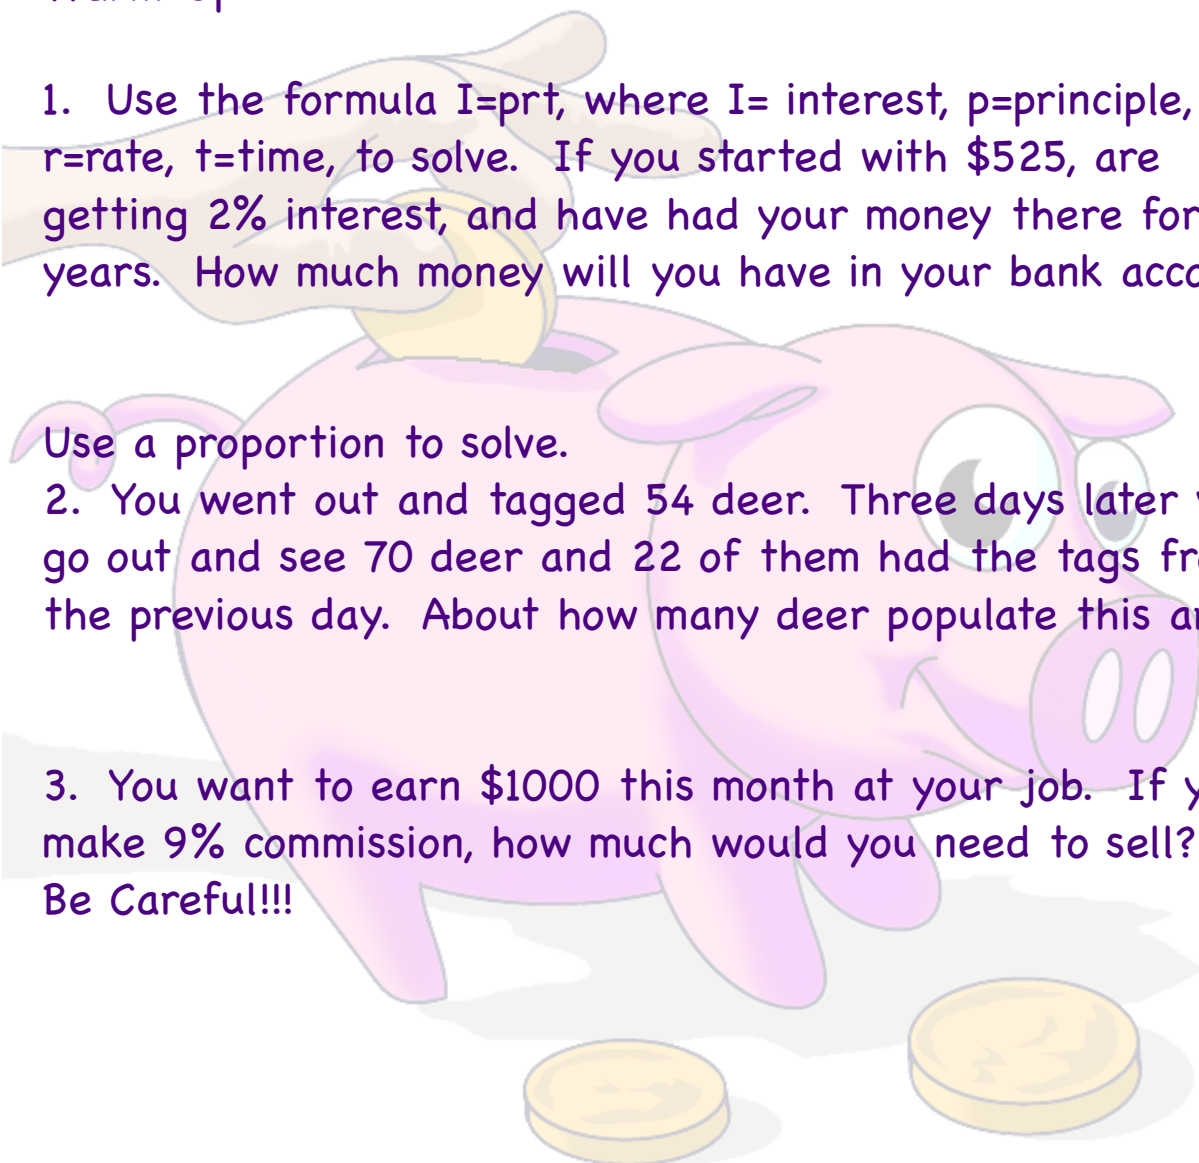 1. Use the formula I=prt, where I= interest, p=principle,
r=rate, t=time, to solve. If you started with $525, are
getting 2% interest, and have had your money there for
years. How much money will you have in your bank
Use a proportion to solve.
2. You went out and tagged 54 deer. Three days later
go out and see 70 deer and 22 of them had the tags
the previous day. About how many deer populate this
3. You want to earn $1000 this month at your job. If
make 9% commission, how much would you need to sell?
Be Careful!!!